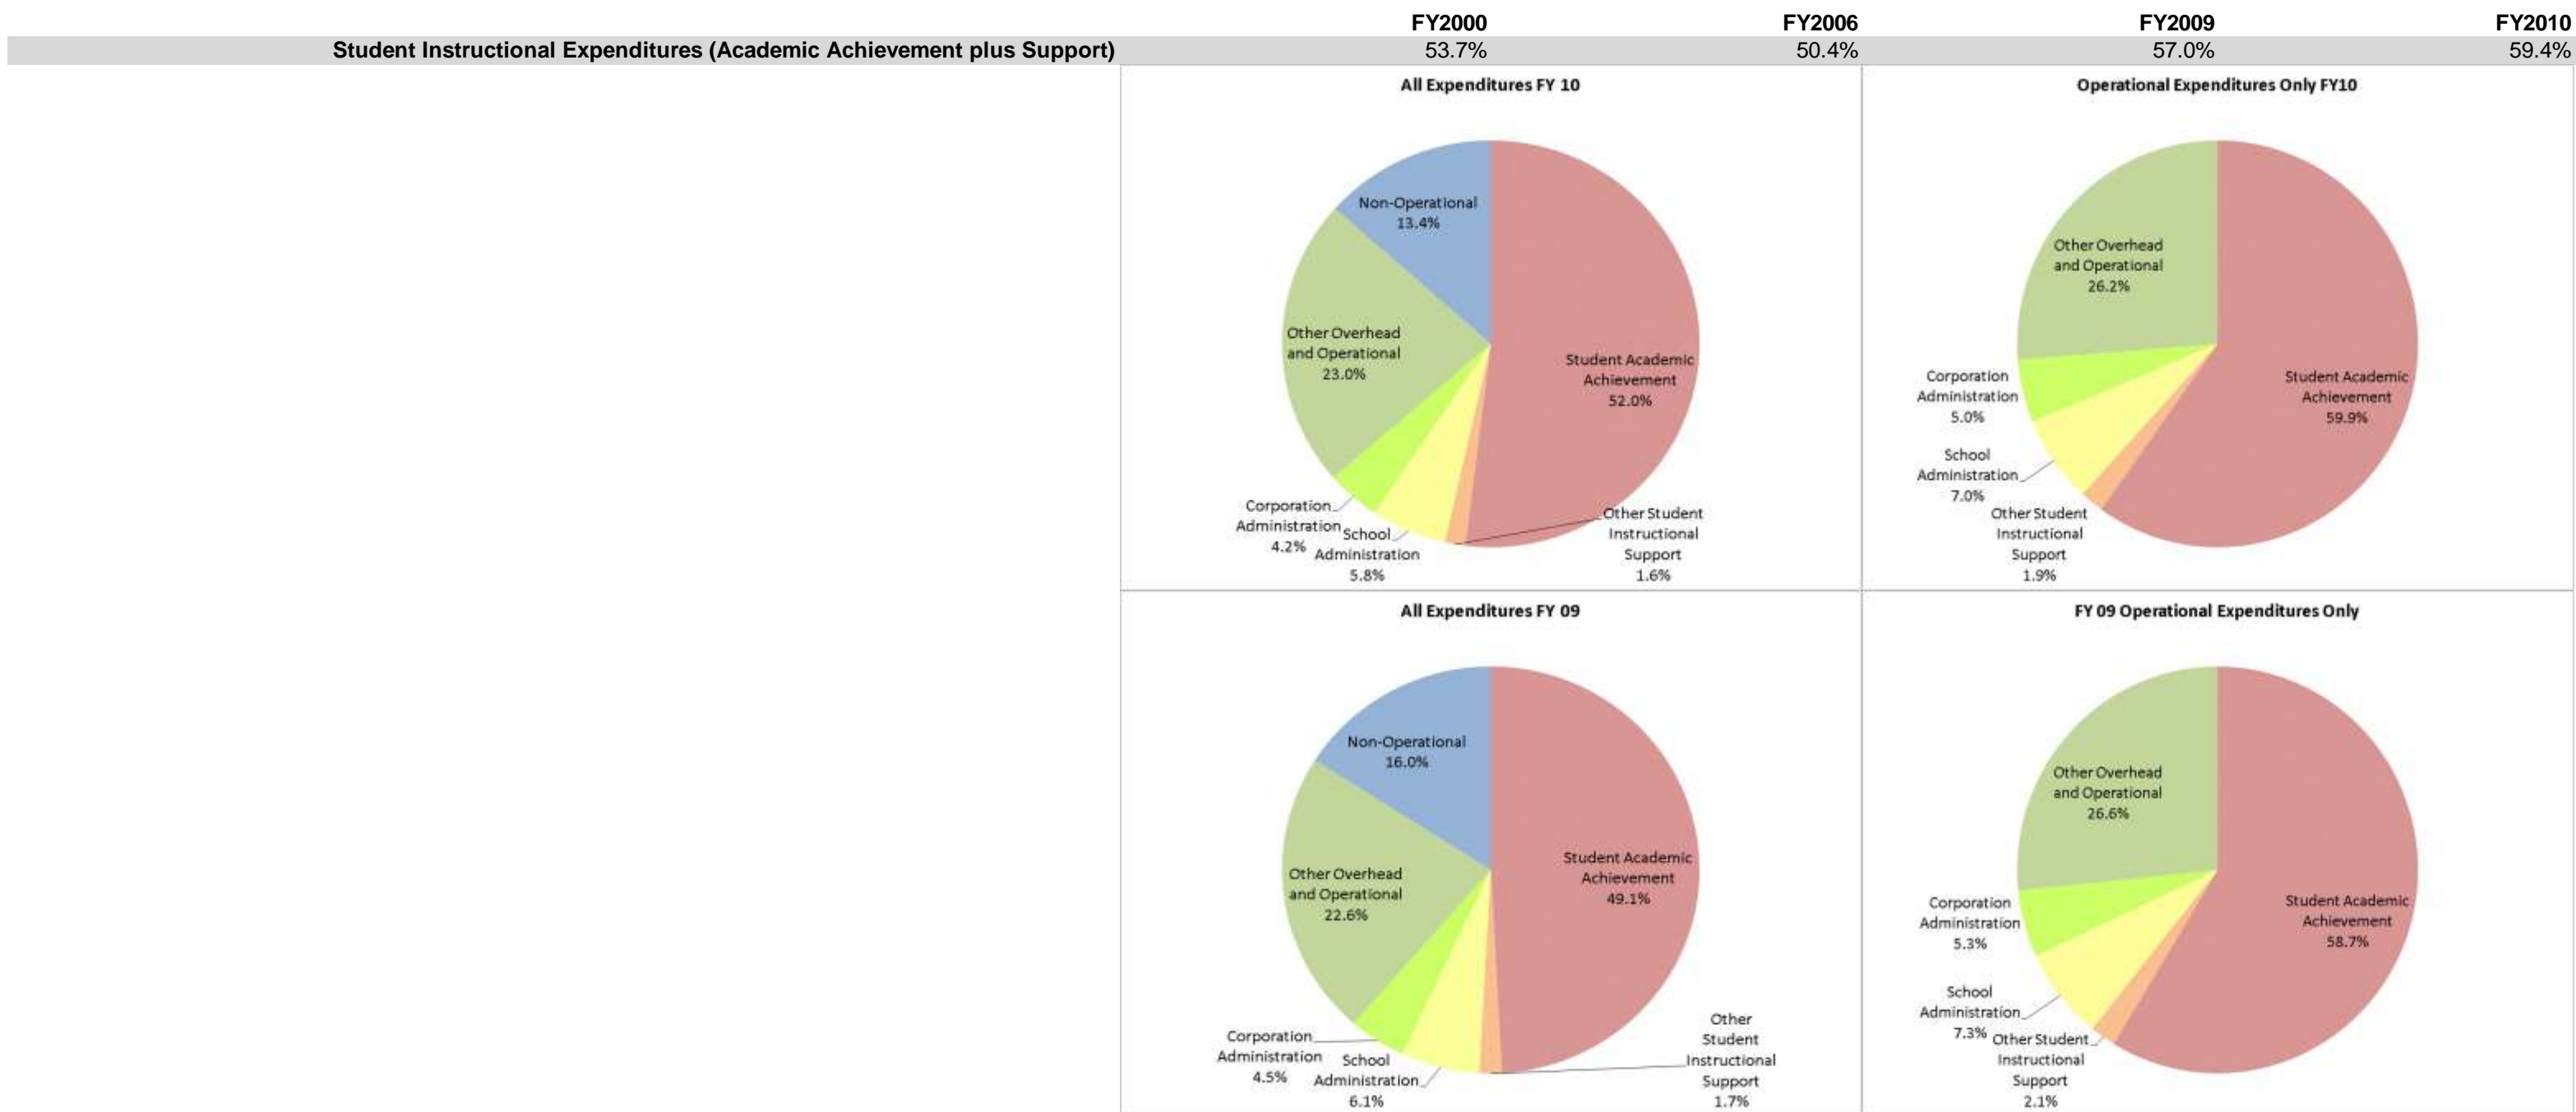 FY2000 FY2006 FY2009 FY2010
Student Instructional Expenditures (Academic Achievement plus Support) 53.7% 50.4% 57.0% 59.4%
All Expenditures FY 10
Non-Operational
13.4%
Other Overhead
and Operational
23.0%
Student Academic
Achievement
52.0%
Corporation
Administration
4.2%
School
Administration
5.8%
Other Student
Instructional
Support
1.6%
Operational Expenditures Only FY10
Other Overhead
and Operational
26.2%
Corporation
Administration
5.0%
Student Academic
Achievement
59.9%
School
Administration
7.0%
Other Student
Instructional
Support
1.9%
All Expenditures FY 09
Non-Operational
16.0%
Other Overhead
and Operational
22.6%
Student Academic
Achievement
49.1%
Corporation
Administration
4.5%
School
Administration
6.1%
Other
Student
Instructional
Support
1.7%
FY 09 Operational Expenditures Only
Other Overhead
and Operational
26.6%
Corporation
Administration
5.3%
Student Academic
Achievement
58.7%
School
Administration
7.3%
Other Student
Instructional
Support
2.1%